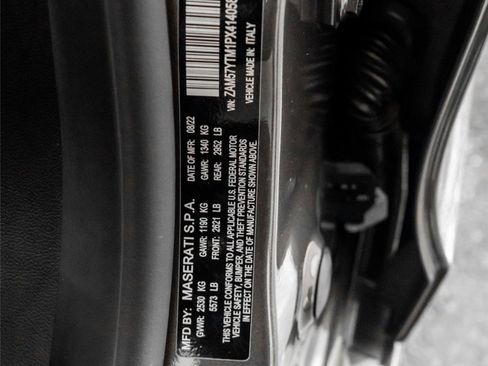 MFD BY: MASERATI S.P.A. DATE OF MFR: 08/22
GVWR: 2530 KG GAWR: 1190 KG GAWR: 1340 KG
5573 LB FRONT: 2621 LB REAR: 2952 LB
THIS VEHICLE CONFORMS TO ALL APPLICABLE U.S. FEDERAL MOTOR
VEHICLE SAFETY, BUMPER, AND THEFT PREVENTION STANDARDS
IN EFFECT ON THE DATE OF MANUFACTURE SHOWN ABOVE.
VIN: ZAM57YTM1PX414058
VEHICLE MADE IN: ITALY